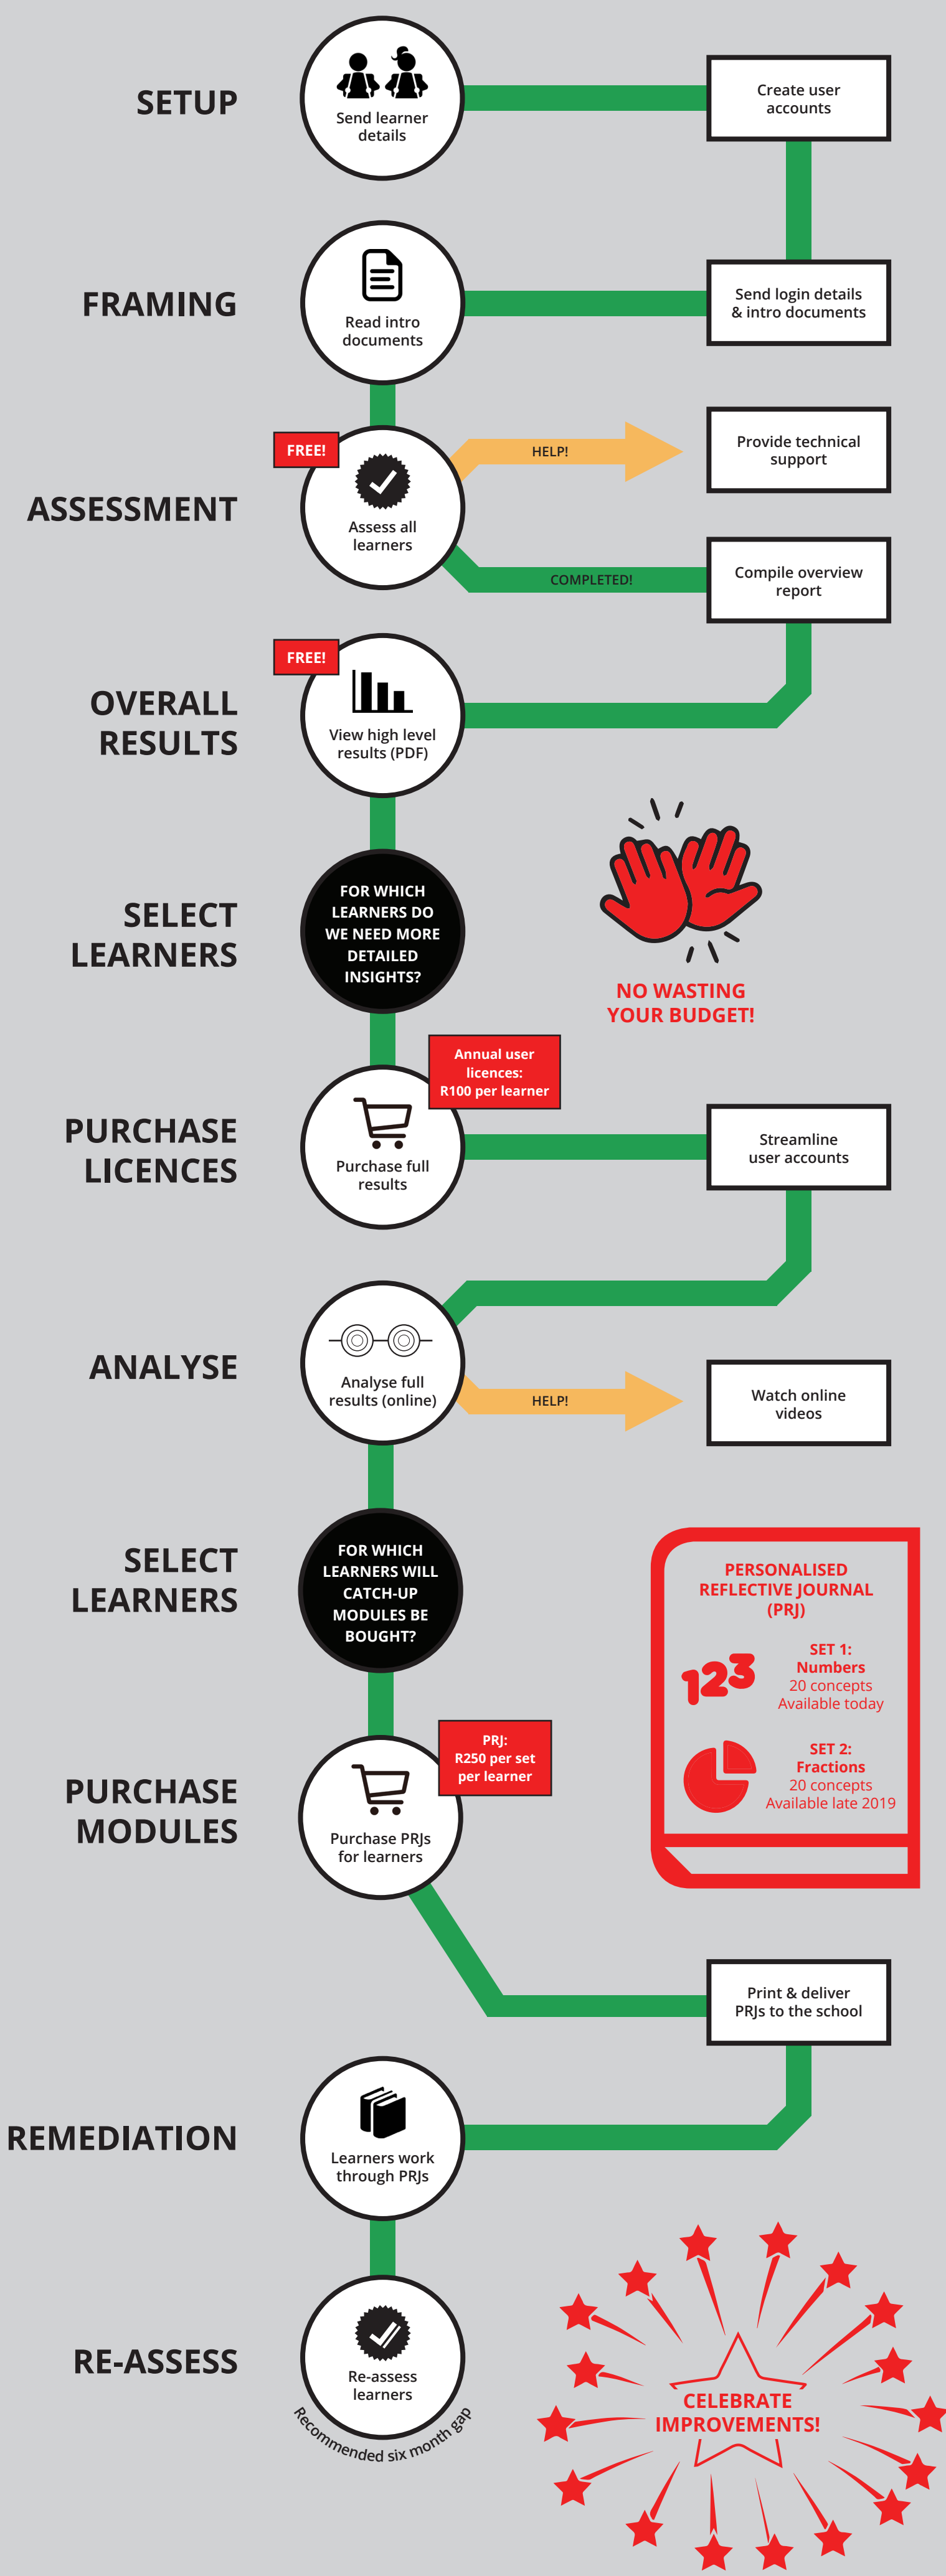 SETUP
Send learner
details
Create user
accounts
FRAMING
Read intro
documents
Send login details
& intro documents
ASSESSMENT
FREE!
Assess all
learners
HELP!
Provide technical
support
COMPLETED!
Compile overview
report
OVERALL
RESULTS
FREE!
View high level
results (PDF)
SELECT
LEARNERS
FOR WHICH
LEARNERS DO
WE NEED MORE
DETAILED
INSIGHTS?
NO WASTING
YOUR BUDGET!
PURCHASE
LICENCES
Annual user
licences:
R100 per learner
Purchase full
results
Streamline
user accounts
ANALYSE
Analyse full
results (online)
HELP!
Watch online
videos
SELECT
LEARNERS
FOR WHICH
LEARNERS WILL
CATCH-UP
MODULES BE
BOUGHT?
PERSONALISED
REFLECTIVE JOURNAL
(PRJ)
123
SET 1:
Numbers
20 concepts
Available today
SET 2:
Fractions
20 concepts
Available late 2019
PURCHASE
MODULES
PRJ:
R250 per set
per learner
Purchase PRJs
for learners
Print & deliver
PRJs to the school
REMEDIATION
Learners work
through PRJs
RE-ASSESS
Re-assess
learners
Recommended six month gap
CELEBRATE
IMPROVEMENTS!